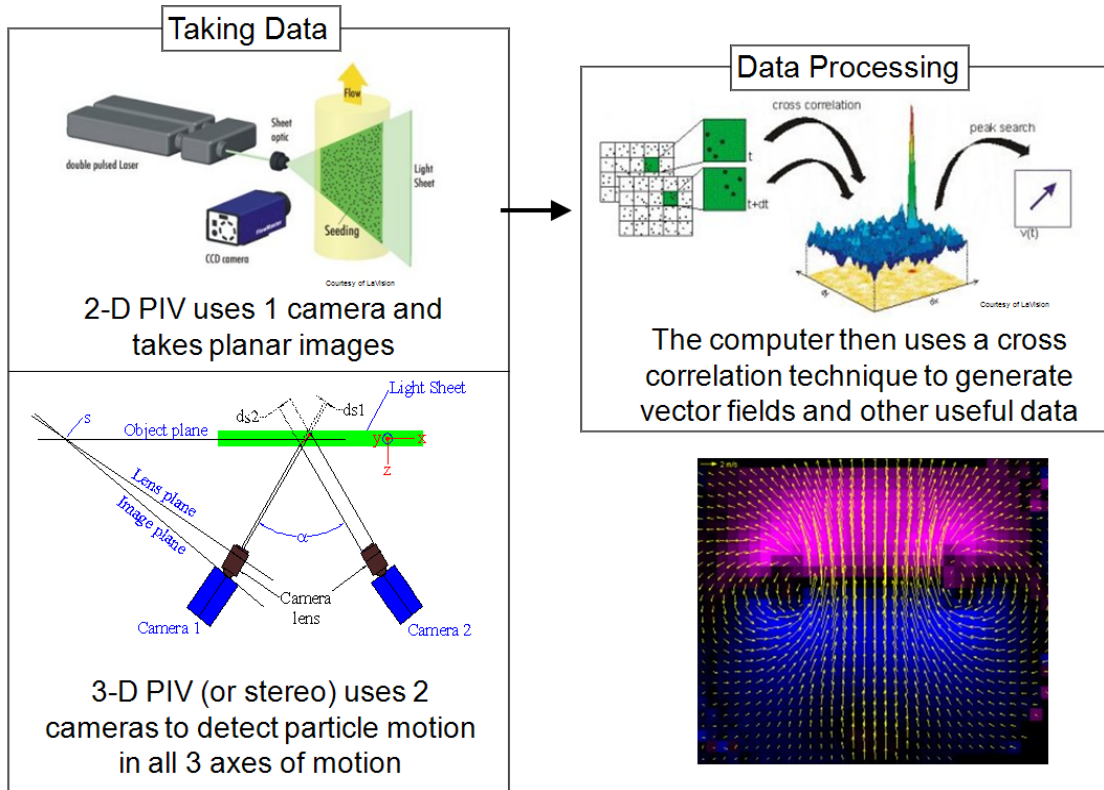 Taking Data
Flow
Sheet
optic
double pulsed Laser
Light
Sheet
FlowMaster
Seeding
CCD camera
Courtesy of LaVision
2-D PIV uses 1 camera and
takes planar images
Light Sheet
ds2
ds1
s
Object plane
y
x
z
Lens plane
Image plane
α
Camera
lens
Camera 1
Camera 2
3-D PIV (or stereo) uses 2
cameras to detect particle motion
in all 3 axes of motion
Data Processing
cross correlation
peak search
t
t+dt
v(t)
dx
Courtesy of LaVision
The computer then uses a cross
correlation technique to generate
vector fields and other useful data
2 m/s